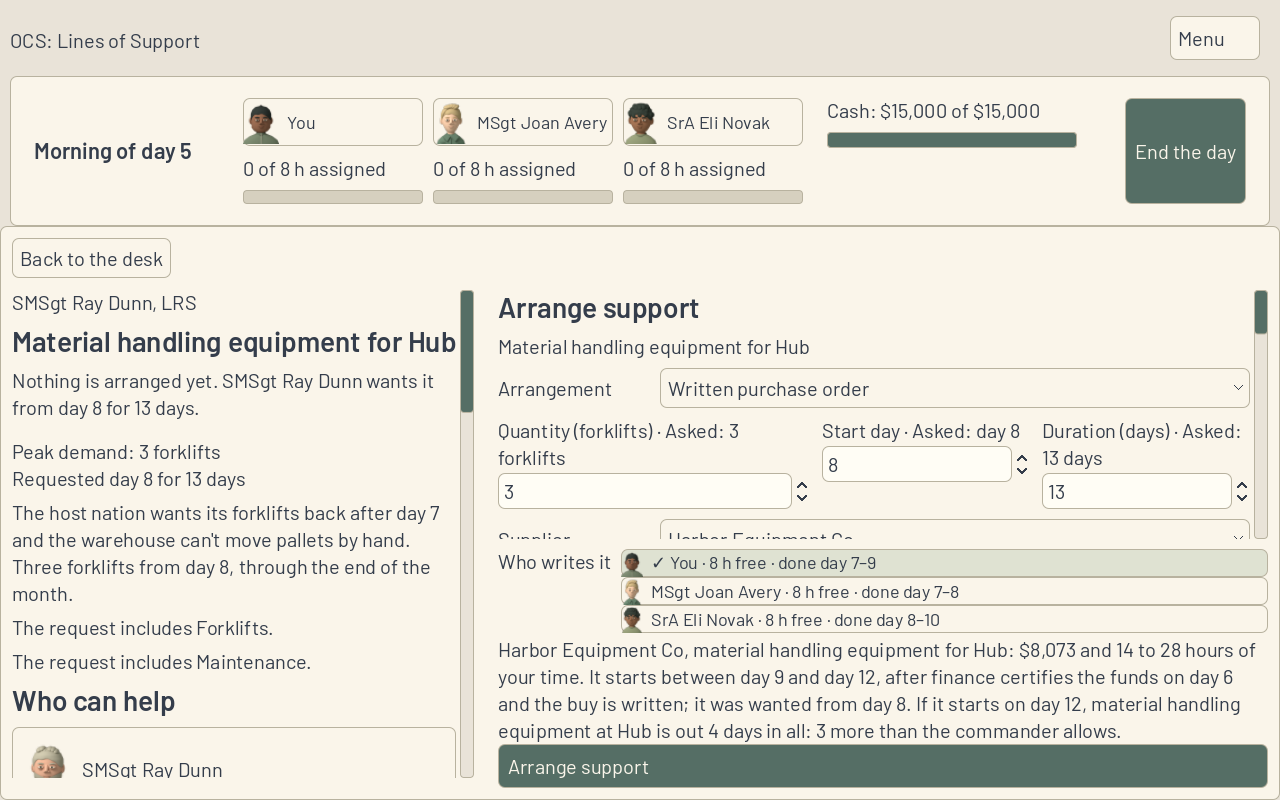 OCS: Lines of Support
Menu
Morning of day 5
You
MSgt Joan Avery
SrA Eli Novak
0 of 8 h assigned
0 of 8 h assigned
0 of 8 h assigned
Cash: $15,000 of $15,000
End the day
Back to the desk
SMSgt Ray Dunn, LRS
Material handling equipment for Hub
Nothing is arranged yet. SMSgt Ray Dunn wants it
from day 8 for 13 days.
Peak demand: 3 forklifts
Requested day 8 for 13 days
The host nation wants its forklifts back after day 7
and the warehouse can't move pallets by hand.
Three forklifts from day 8, through the end of the
month.
The request includes Forklifts.
The request includes Maintenance.
Who can help
SMSgt Ray Dunn
Arrange support
Material handling equipment for Hub
Arrangement
Written purchase order
Quantity (forklifts) · Asked: 3
forklifts
3
Start day · Asked: day 8
8
Duration (days) · Asked:
13 days
13
Supplier
Harbor Equipment Co
Who writes it
✓ You · 8 h free · done day 7–9
MSgt Joan Avery · 8 h free · done day 7–8
SrA Eli Novak · 8 h free · done day 8–10
Harbor Equipment Co, material handling equipment for Hub: $8,073 and 14 to 28 hours of
your time. It starts between day 9 and day 12, after finance certifies the funds on day 6
and the buy is written; it was wanted from day 8. If it starts on day 12, material handling
equipment at Hub is out 4 days in all: 3 more than the commander allows.
Arrange support